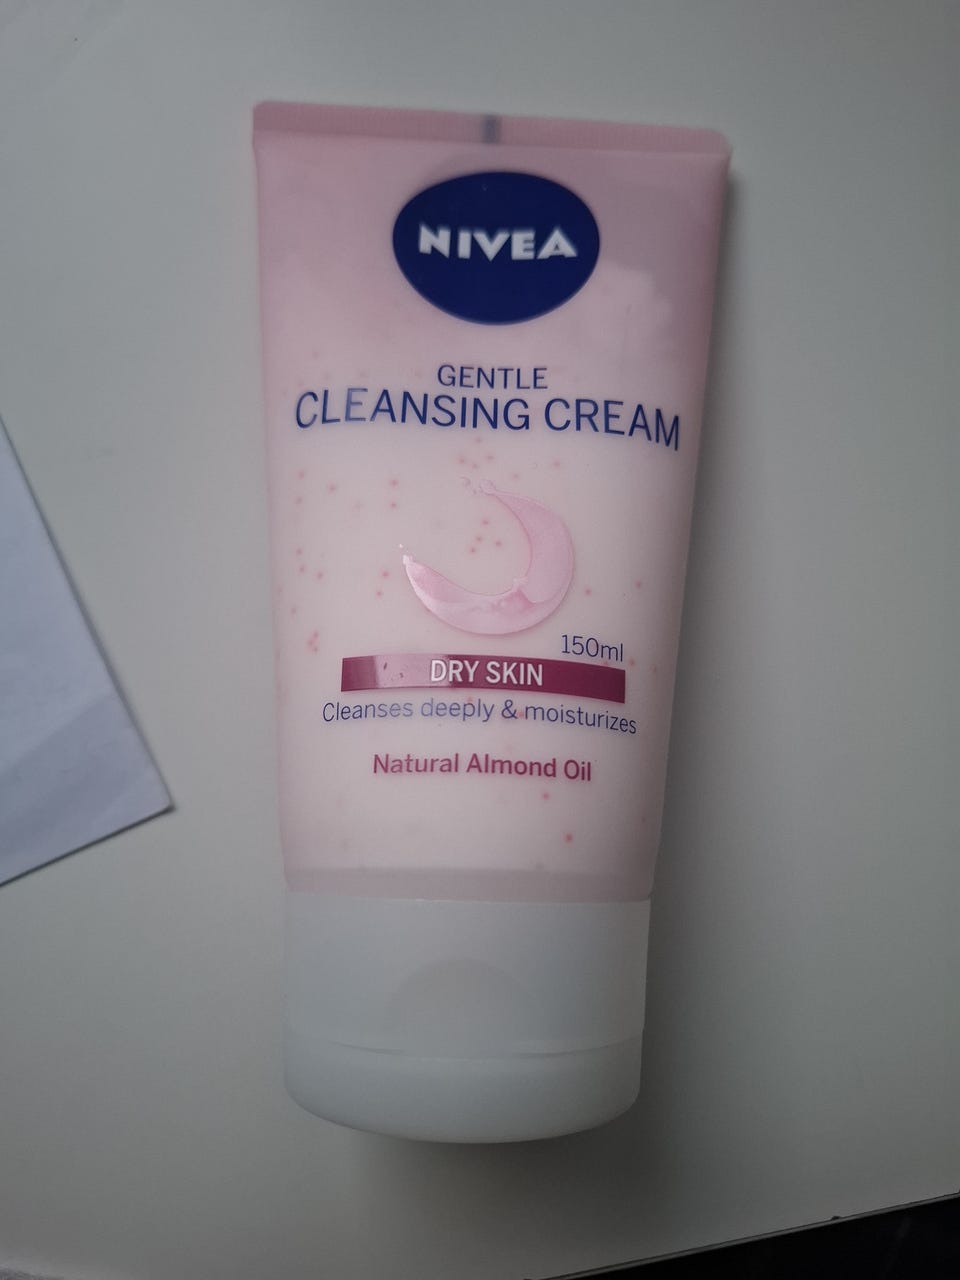 NIVEA
GENTLE
CLEANSING CREAM
150ml
DRY SKIN
Cleanses deeply & moisturizes
Natural Almond Oil